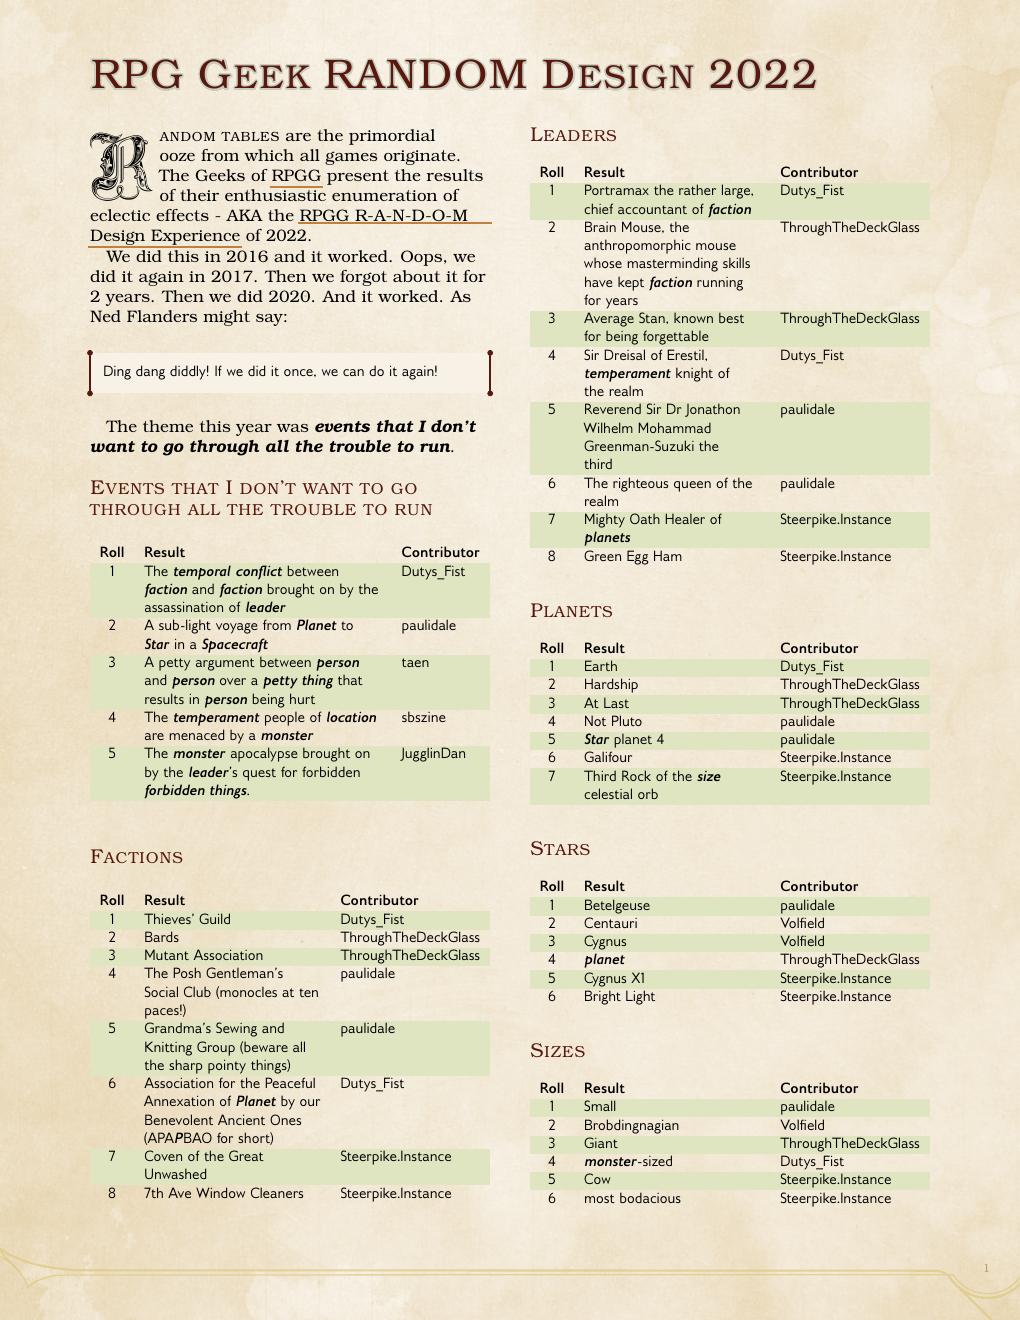 RPG Geek RANDOM Design 2022
Random tables are the primordial
ooze from which all games originate.
The Geeks of RPGG present the results
of their enthusiastic enumeration of
eclectic effects - AKA the RPGG R-A-N-D-O-M
Design Experience of 2022.
We did this in 2016 and it worked. Oops, we
did it again in 2017. Then we forgot about it for
2 years. Then we did 2020. And it worked. As
Ned Flanders might say:
Ding dang diddly! If we did it once, we can do it again!
The theme this year was events that I don't
want to go through all the trouble to run.
Events that I don't want to go
through all the trouble to run
Roll Result Contributor
1 The temporal conflict between Dutys_Fist
faction and faction brought on by the
assassination of leader
2 A sub-light voyage from Planet to paulidale
Star in a Spacecraft
3 A petty argument between person taen
and person over a petty thing that
results in person being hurt
4 The temperament people of location sbszine
are menaced by a monster
5 The monster apocalypse brought on JugglinDan
by the leader's quest for forbidden
forbidden things.
Factions
Roll Result Contributor
1 Thieves' Guild Dutys_Fist
2 Bards ThroughTheDeckGlass
3 Mutant Association ThroughTheDeckGlass
4 The Posh Gentleman's paulidale
Social Club (monocles at ten
paces!)
5 Grandma's Sewing and paulidale
Knitting Group (beware all
the sharp pointy things)
6 Association for the Peaceful Dutys_Fist
Annexation of Planet by our
Benevolent Ancient Ones
(APAPBAO for short)
7 Coven of the Great Steerpike.Instance
Unwashed
8 7th Ave Window Cleaners Steerpike.Instance
Leaders
Roll Result Contributor
1 Portramax the rather large, Dutys_Fist
chief accountant of faction
2 Brain Mouse, the ThroughTheDeckGlass
anthropomorphic mouse
whose masterminding skills
have kept faction running
for years
3 Average Stan, known best ThroughTheDeckGlass
for being forgettable
4 Sir Dreisal of Erestil, Dutys_Fist
temperament knight of
the realm
5 Reverend Sir Dr Jonathon paulidale
Wilhelm Mohammad
Greenman-Suzuki the
third
6 The righteous queen of the paulidale
realm
7 Mighty Oath Healer of Steerpike.Instance
planets
8 Green Egg Ham Steerpike.Instance
Planets
Roll Result Contributor
1 Earth Dutys_Fist
2 Hardship ThroughTheDeckGlass
3 At Last ThroughTheDeckGlass
4 Not Pluto paulidale
5 Star planet 4 paulidale
6 Galifour Steerpike.Instance
7 Third Rock of the size Steerpike.Instance
celestial orb
Stars
Roll Result Contributor
1 Betelgeuse paulidale
2 Centauri Volfield
3 Cygnus Volfield
4 planet ThroughTheDeckGlass
5 Cygnus X1 Steerpike.Instance
6 Bright Light Steerpike.Instance
Sizes
Roll Result Contributor
1 Small paulidale
2 Brobdingnagian Volfield
3 Giant ThroughTheDeckGlass
4 monster-sized Dutys_Fist
5 Cow Steerpike.Instance
6 most bodacious Steerpike.Instance
1